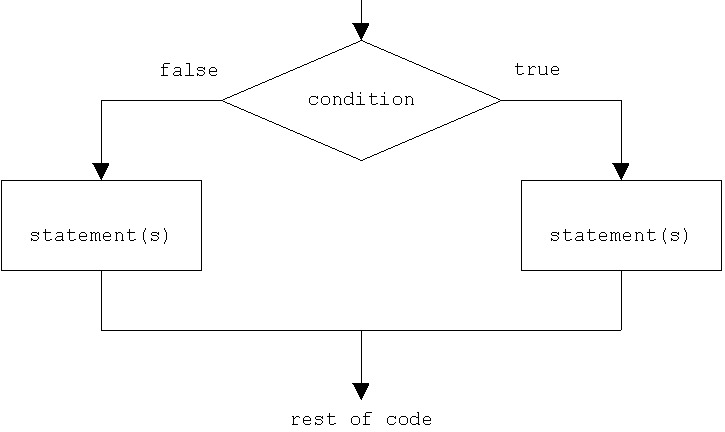 false
true
condition
statement(s)
statement(s)
rest of code